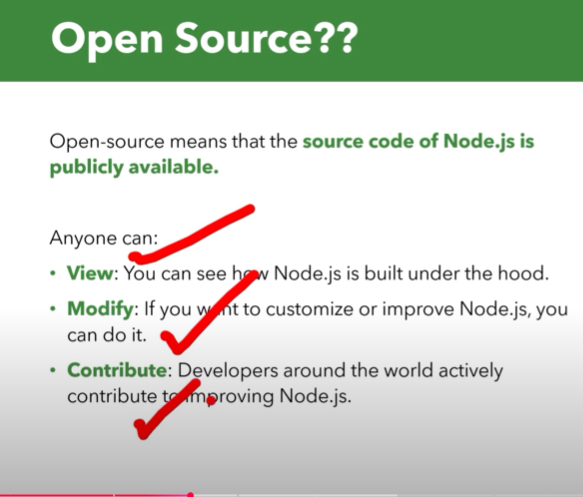 Open Source??
Open-source means that the source code of Node.js is
publicly available.
Anyone can:
• View: You can see how Node.js is built under the hood.
• Modify: If you want to customize or improve Node.js, you
can do it.
• Contribute: Developers around the world actively
contribute to improving Node.js.